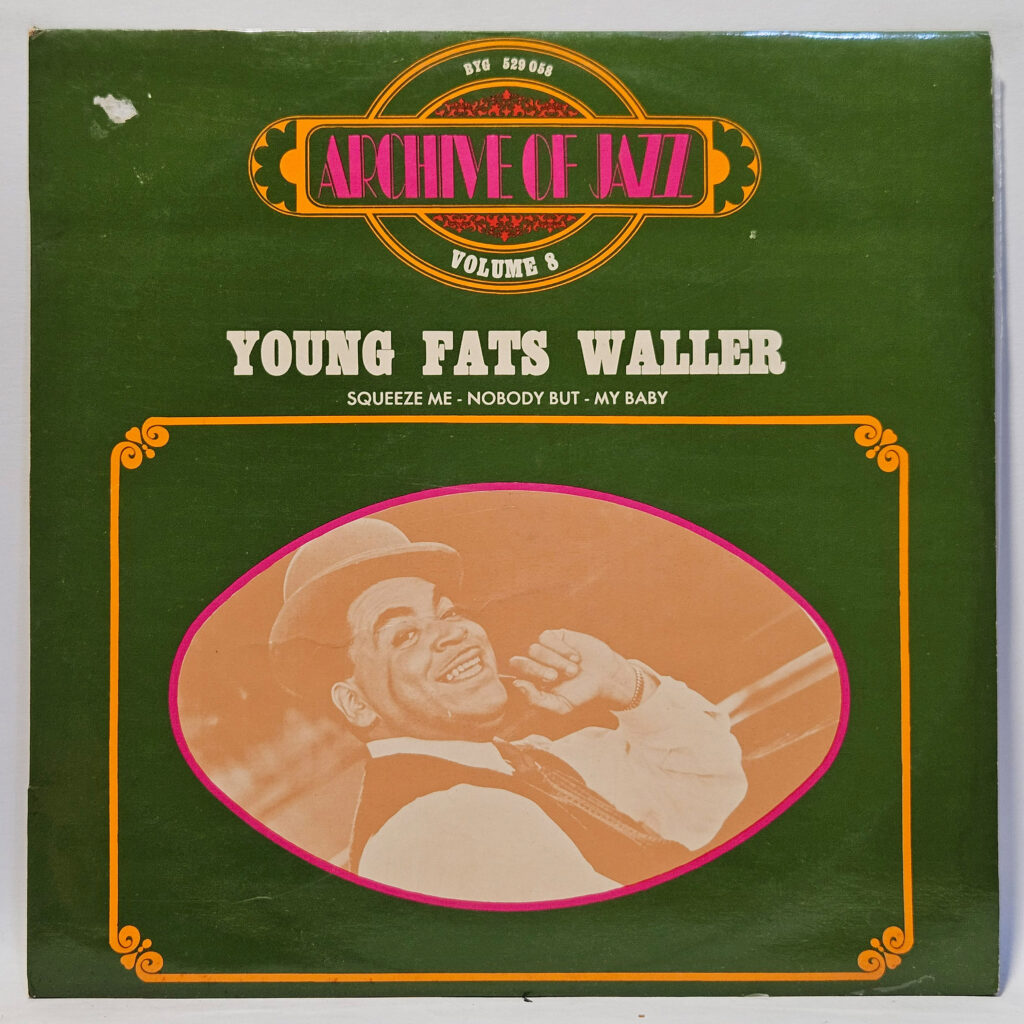 BYG 529 058
ARCHIVE OF JAZZ
VOLUME 8
YOUNG FATS WALLER
SQUEEZE ME - NOBODY BUT - MY BABY